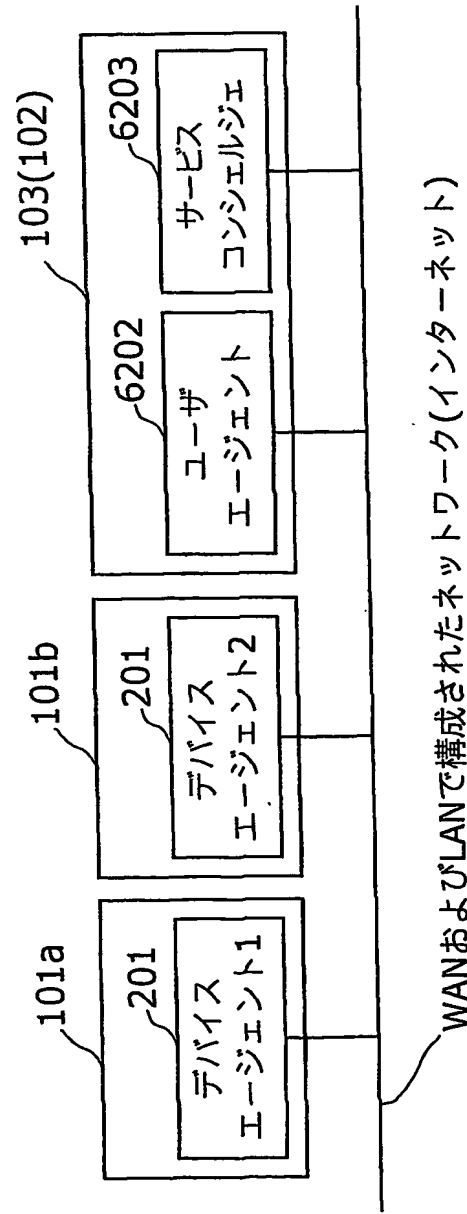 101a
201
デバイス
エージェント1
101b
201
デバイス
エージェント2
103(102)
6202
ユーザ
エージェント
6203
サービス
コンシェルジェ
WANおよびLANで構成されたネットワーク(インターネット)